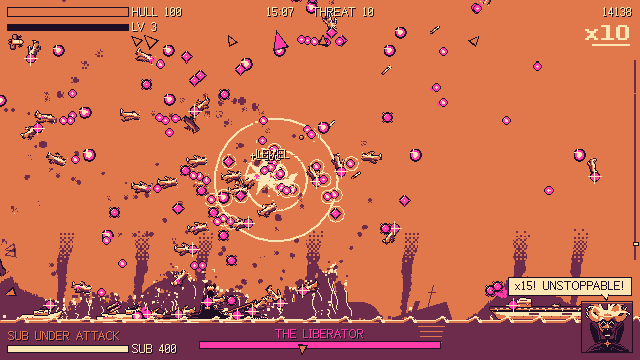 HULL 100
15:07
THREAT 10
14138
LV 3
x10
LEVEL
x15! UNSTOPPABLE!
SUB UNDER ATTACK
THE LIBERATOR
SUB 400